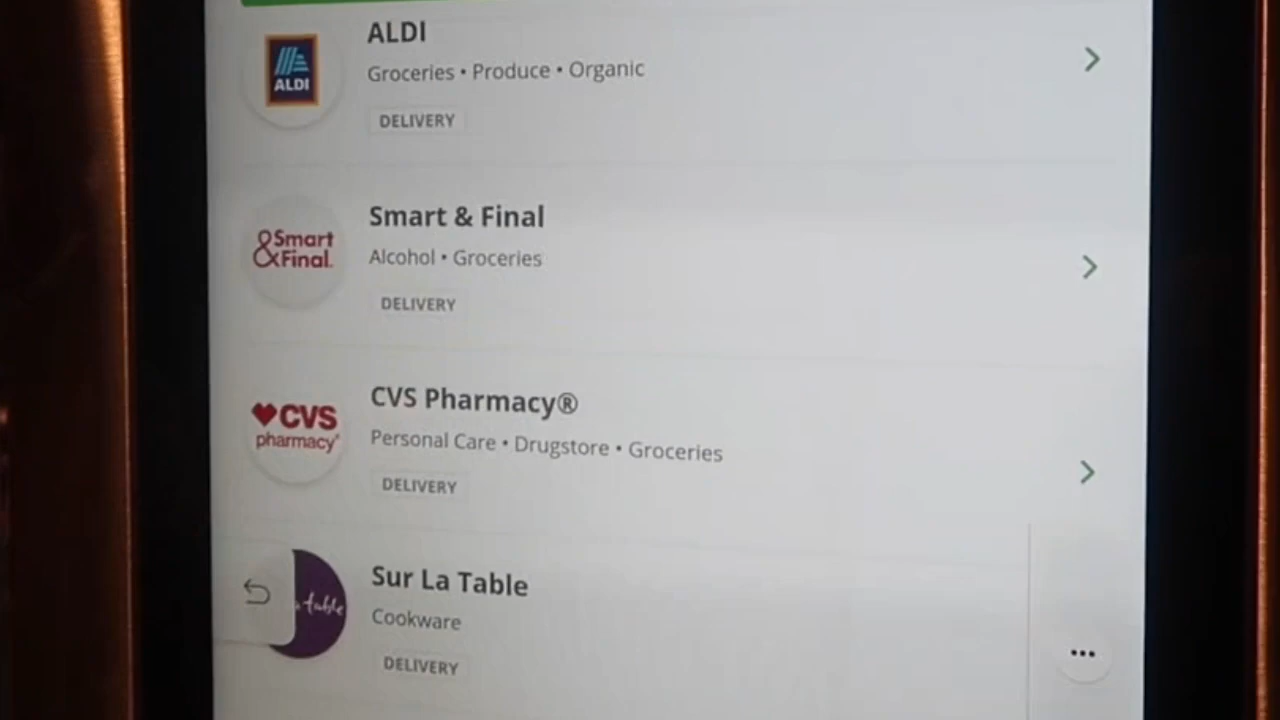 ALDI
ALDI
Groceries • Produce • Organic
DELIVERY
Smart
&Final.
Smart & Final
Alcohol • Groceries
DELIVERY
CVS
pharmacy®
CVS Pharmacy®
Personal Care • Drugstore • Groceries
DELIVERY
table
Sur La Table
Cookware
DELIVERY